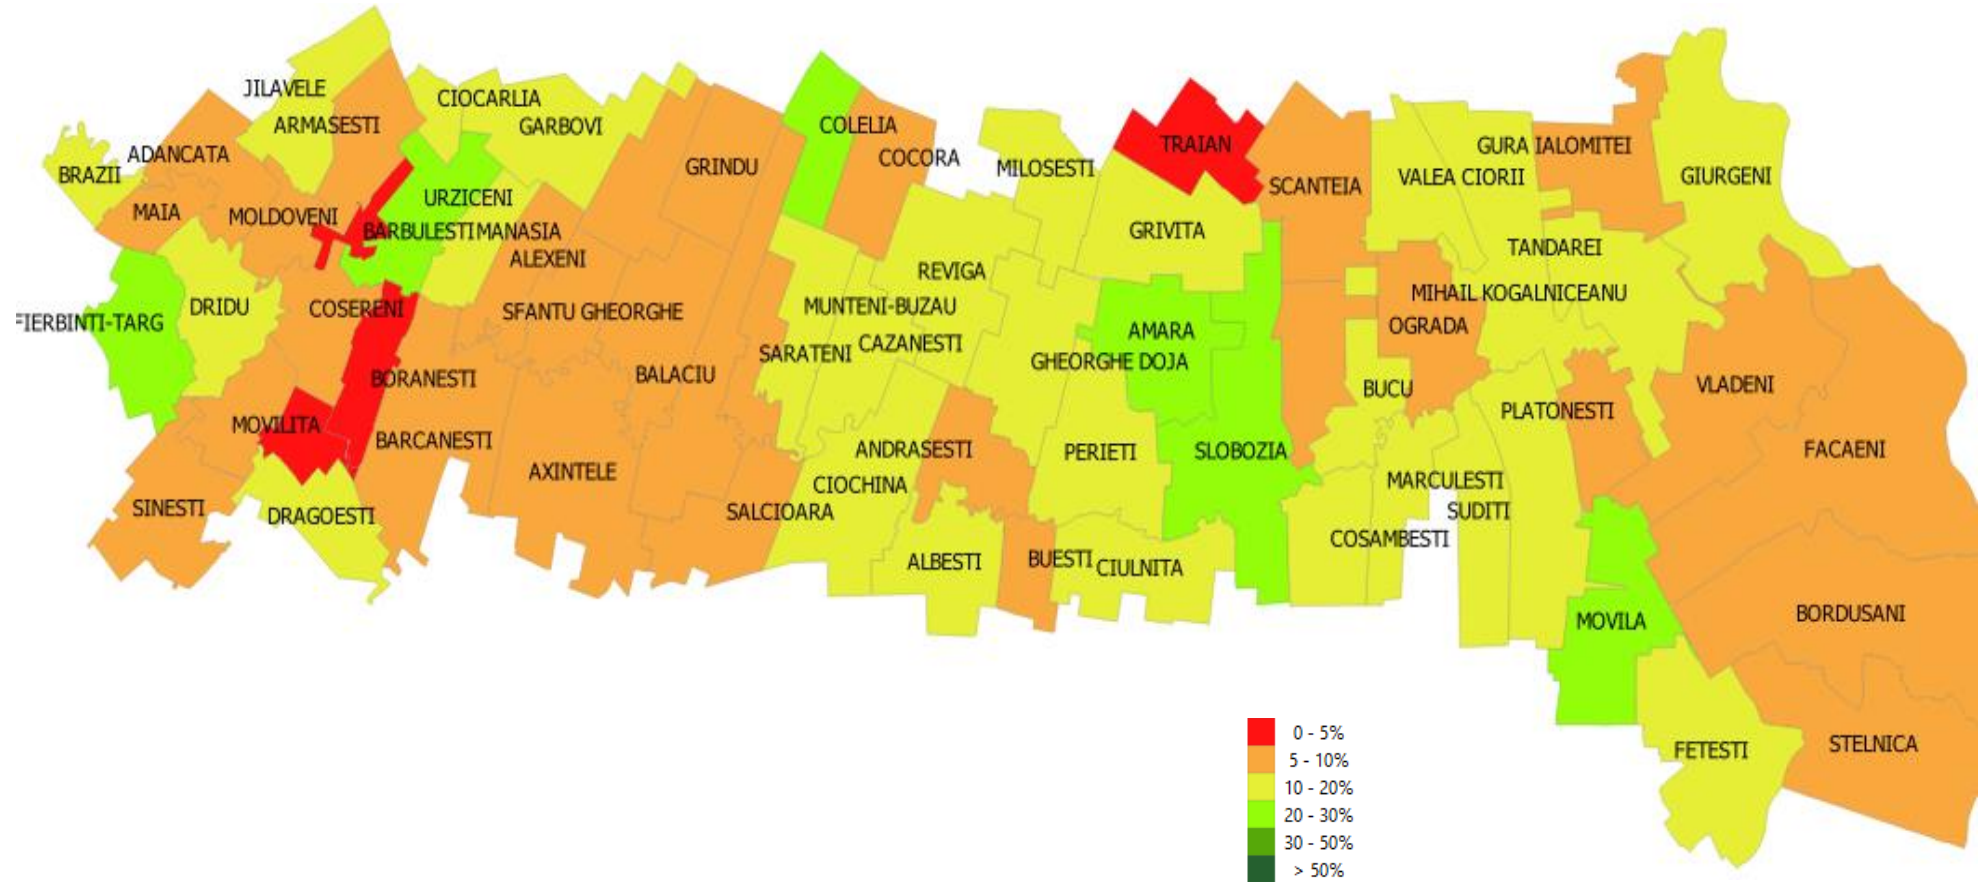 JILAVELE
CIOCARLIA
ARMASESTI
GARBOVI
COLELIA
TRAIAN
GURA IALOMITEI
ADANCATA
COCORA
BRAZII
GRINDU
MILOSESTI
SCANTEIA
VALEA CIORII
GIURGENI
URZICENI
MAIA
MOLDOVENI
BARBULESTI
MANASIA
GRIVITA
ALEXENI
TANDAREI
REVIGA
DRIDU
COSERENI
SFANTU GHEORGHE
MUNTENI-BUZAU
MIHAIL KOGALNICEANU
FIERBINTI-TARG
AMARA
OGRADA
SARATENI
CAZANESTI
GHEORGHE DOJA
BORANESTI
BALACIU
BUCU
VLADENI
PLATONESTI
MOVILITA
BARCANESTI
ANDRASESTI
PERIETI
SLOBOZIA
FACAENI
AXINTELE
CIOCHINA
MARCULESTI
SINESTI
DRAGOESTI
SALCIOARA
SUDITI
COSAMBESTI
ALBESTI
BUESTI
CIULNITA
BORDUSANI
MOVILA
FETESTI
STELNICA
0 - 5%
5 - 10%
10 - 20%
20 - 30%
30 - 50%
> 50%